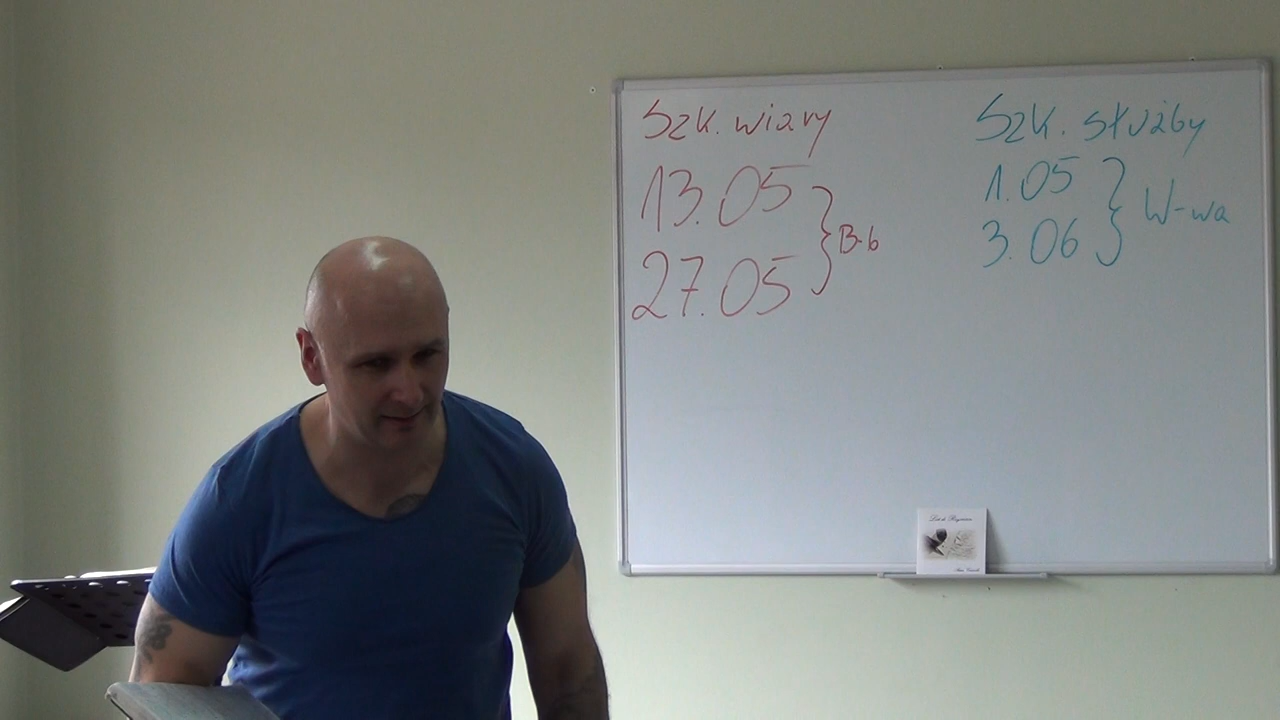 Szk. wiary
13.05
27.05
B-b
Szk. służby
1.05
3.06
W-wa